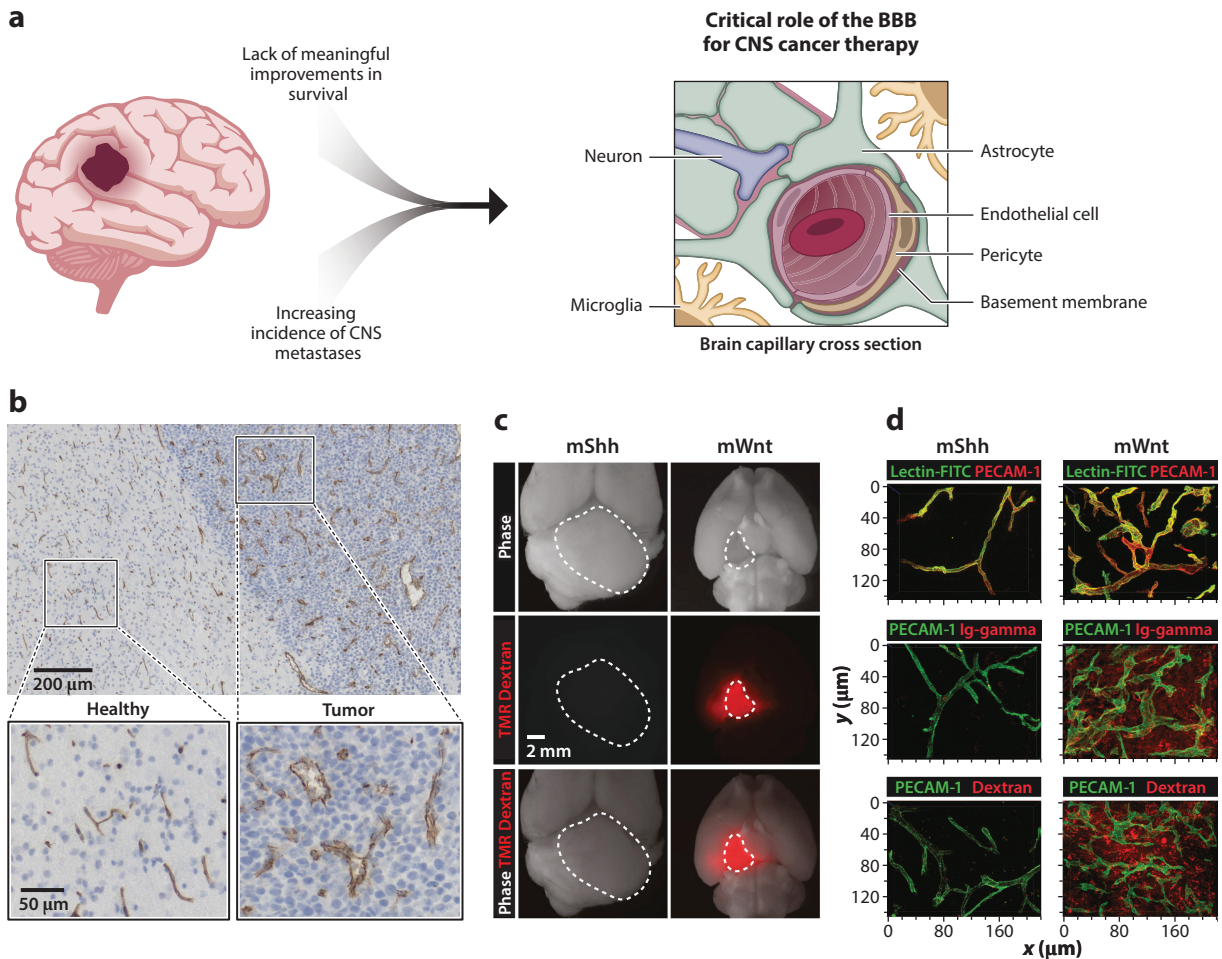 a
Lack of meaningful
improvements in
survival
Increasing
incidence of CNS
metastases
Critical role of the BBB
for CNS cancer therapy
Neuron
Microglia
Astrocyte
Endothelial cell
Pericyte
Basement membrane
Brain capillary cross section
b
200 μm
Healthy
Tumor
50 μm
c
mShh
mWnt
Phase
TMR Dextran
2 mm
Phase TMR Dextran
d
mShh
mWnt
Lectin-FITC PECAM-1
Lectin-FITC PECAM-1
0
40
80
120
PECAM-1 Ig-gamma
PECAM-1 Ig-gamma
0
40
80
120
y (μm)
PECAM-1 Dextran
PECAM-1 Dextran
0
40
80
120
0
160
0
160
x (μm)